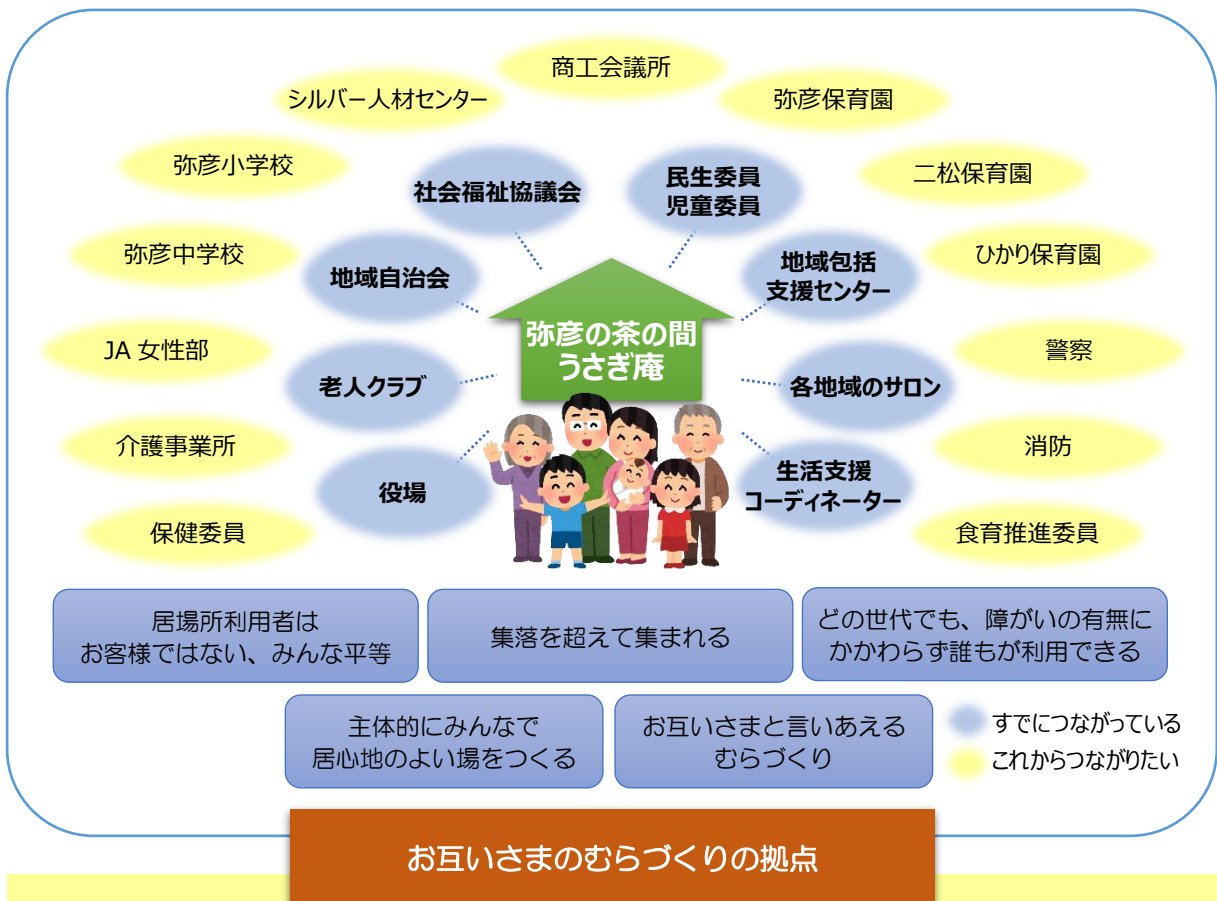 商工会議所
シルバー人材センター
弥彦保育園
弥彦小学校
二松保育園
社会福祉協議会
民生委員
児童委員
弥彦中学校
ひかり保育園
地域自治会
地域包括
支援センター
弥彦の茶の間
うさぎ庵
JA 女性部
警察
老人クラブ
各地域のサロン
介護事業所
消防
役場
生活支援
コーディネーター
保健委員
食育推進委員
居場所利用者は
お客様ではない、みんな平等
集落を超えて集まれる
どの世代でも、障がいの有無に
かかわらず誰もが利用できる
主体的にみんなで
居心地のよい場をつくる
お互いさまと言いあえる
むらづくり
すでにつながっている
これからつながりたい
お互いさまのむらづくりの拠点